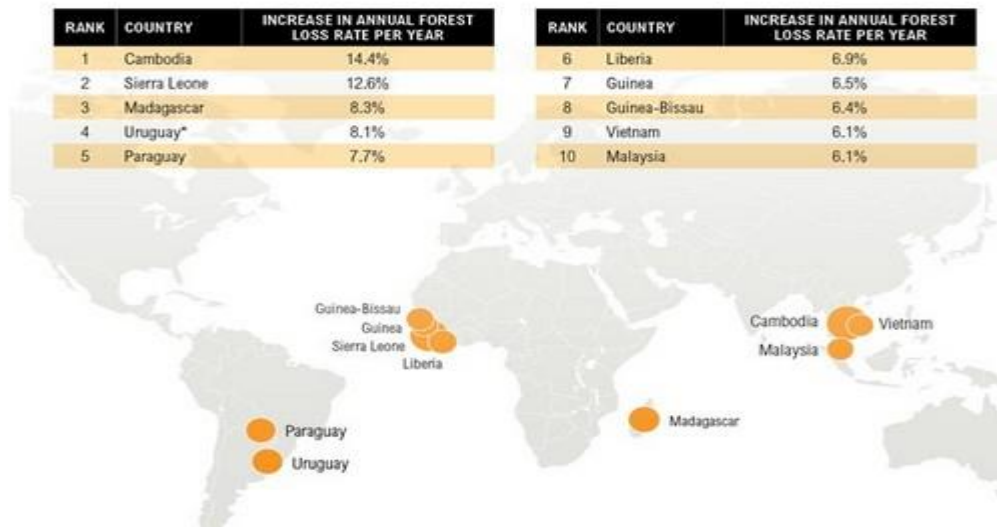 RANK COUNTRY INCREASE IN ANNUAL FOREST LOSS RATE PER YEAR
1 Cambodia 14.4%
2 Sierra Leone 12.6%
3 Madagascar 8.3%
4 Uruguay* 8.1%
5 Paraguay 7.7%
RANK COUNTRY INCREASE IN ANNUAL FOREST LOSS RATE PER YEAR
6 Liberia 6.9%
7 Guinea 6.5%
8 Guinea-Bissau 6.4%
9 Vietnam 6.1%
10 Malaysia 6.1%
Guinea-Bissau
Guinea
Sierra Leone
Liberia
Cambodia
Vietnam
Malaysia
Madagascar
Paraguay
Uruguay